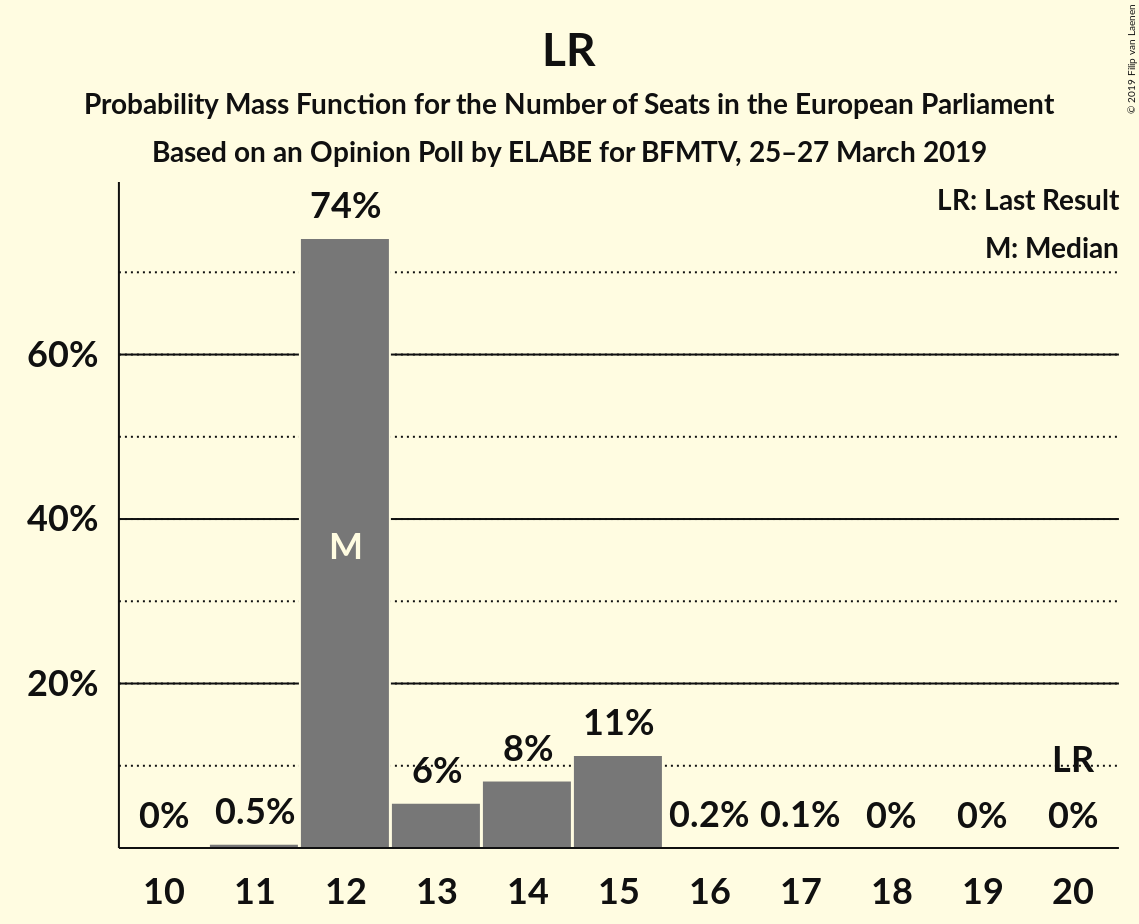 LR
Probability Mass Function for the Number of Seats in the European Parliament
Based on an Opinion Poll by ELABE for BFMTV, 25–27 March 2019
© 2019 Filip van Laenen
LR: Last Result
M: Median
74%
60%
40%
M
20%
11%
8%
6%
LR
0%
0.5%
0.2%
0.1%
0%
0%
0%
10 11 12 13 14 15 16 17 18 19 20